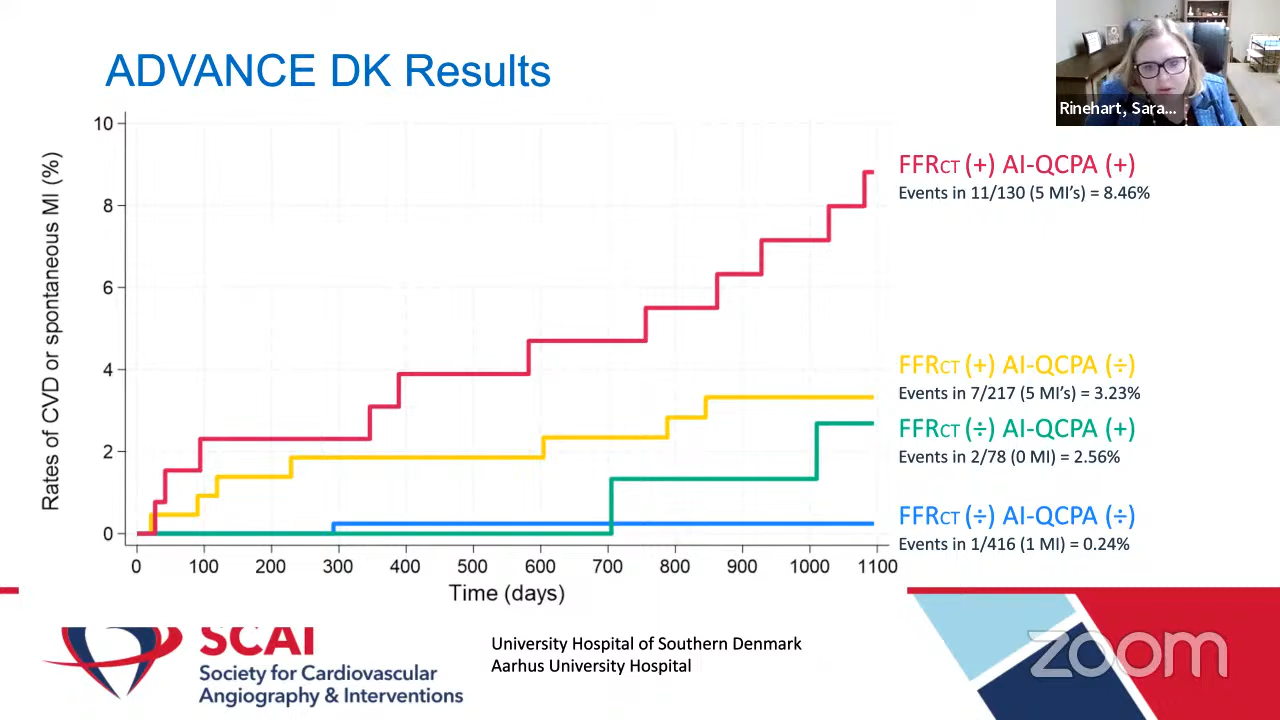 ADVANCE DK Results
Rinehart, Sara...
Rates of CVD or spontaneous MI (%)
10
8
6
4
2
0
0 100 200 300 400 500 600 700 800 900 1000 1100
Time (days)
FFRCT (+) AI-QCPA (+)
Events in 11/130 (5 MI's) = 8.46%
FFRCT (+) AI-QCPA (÷)
Events in 7/217 (5 MI's) = 3.23%
FFRCT (÷) AI-QCPA (+)
Events in 2/78 (0 MI) = 2.56%
FFRCT (÷) AI-QCPA (÷)
Events in 1/416 (1 MI) = 0.24%
SCAI
Society for Cardiovascular
Angiography & Interventions
University Hospital of Southern Denmark
Aarhus University Hospital
zoom